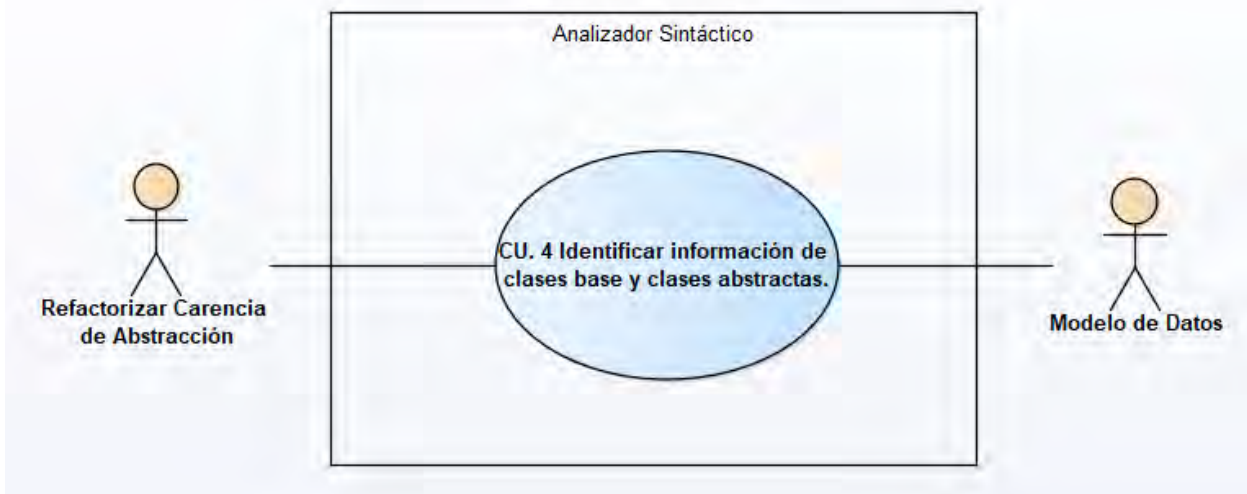 Analizador Sintáctico
CU. 4 Identificar información de
clases base y clases abstractas.
Refactorizar Carencia
de Abstracción
Modelo de Datos